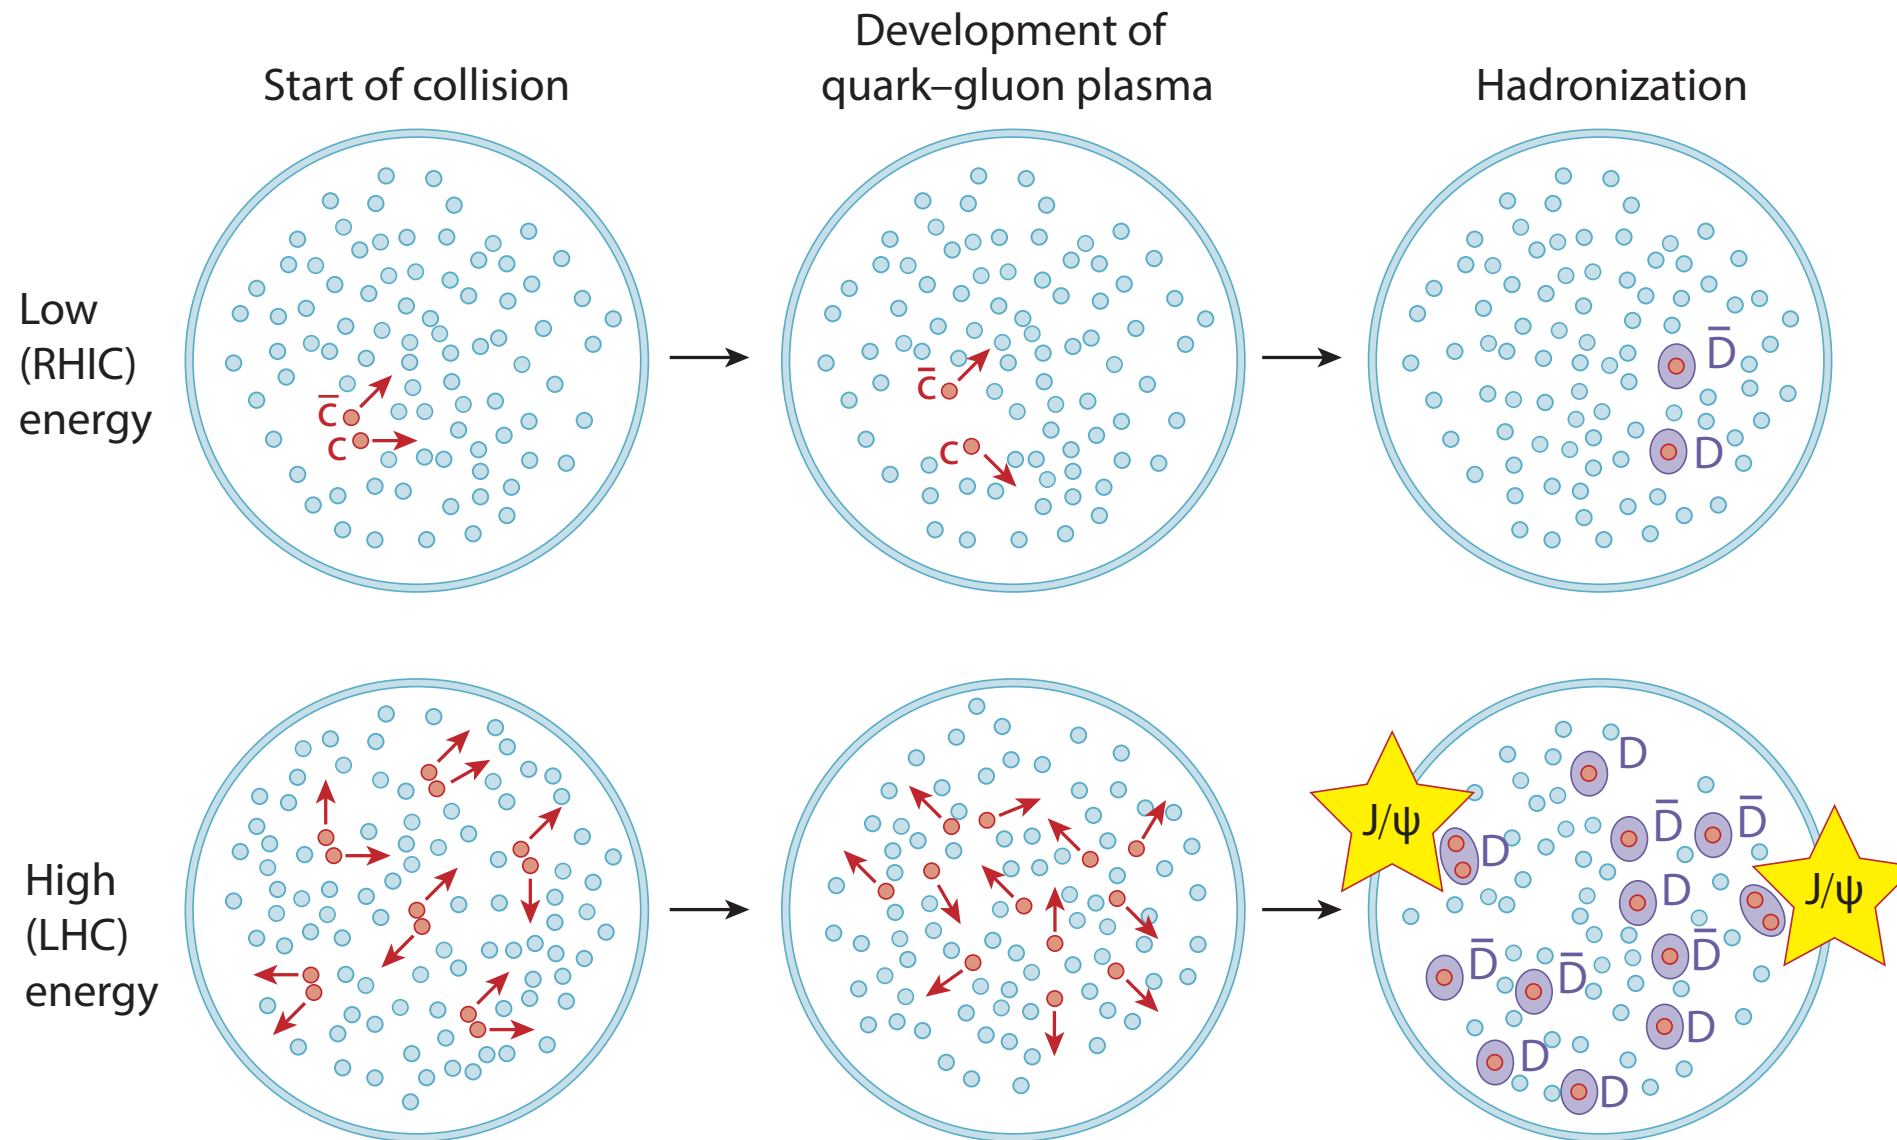 Start of collision
Development of
quark–gluon plasma
Hadronization
Low
(RHIC)
energy
c̅
c
c̅
c
D̅
D
High
(LHC)
energy
J/ψ
D
D
D̅
D̅
D
J/ψ
D̅
D̅
D̅
D
D
D